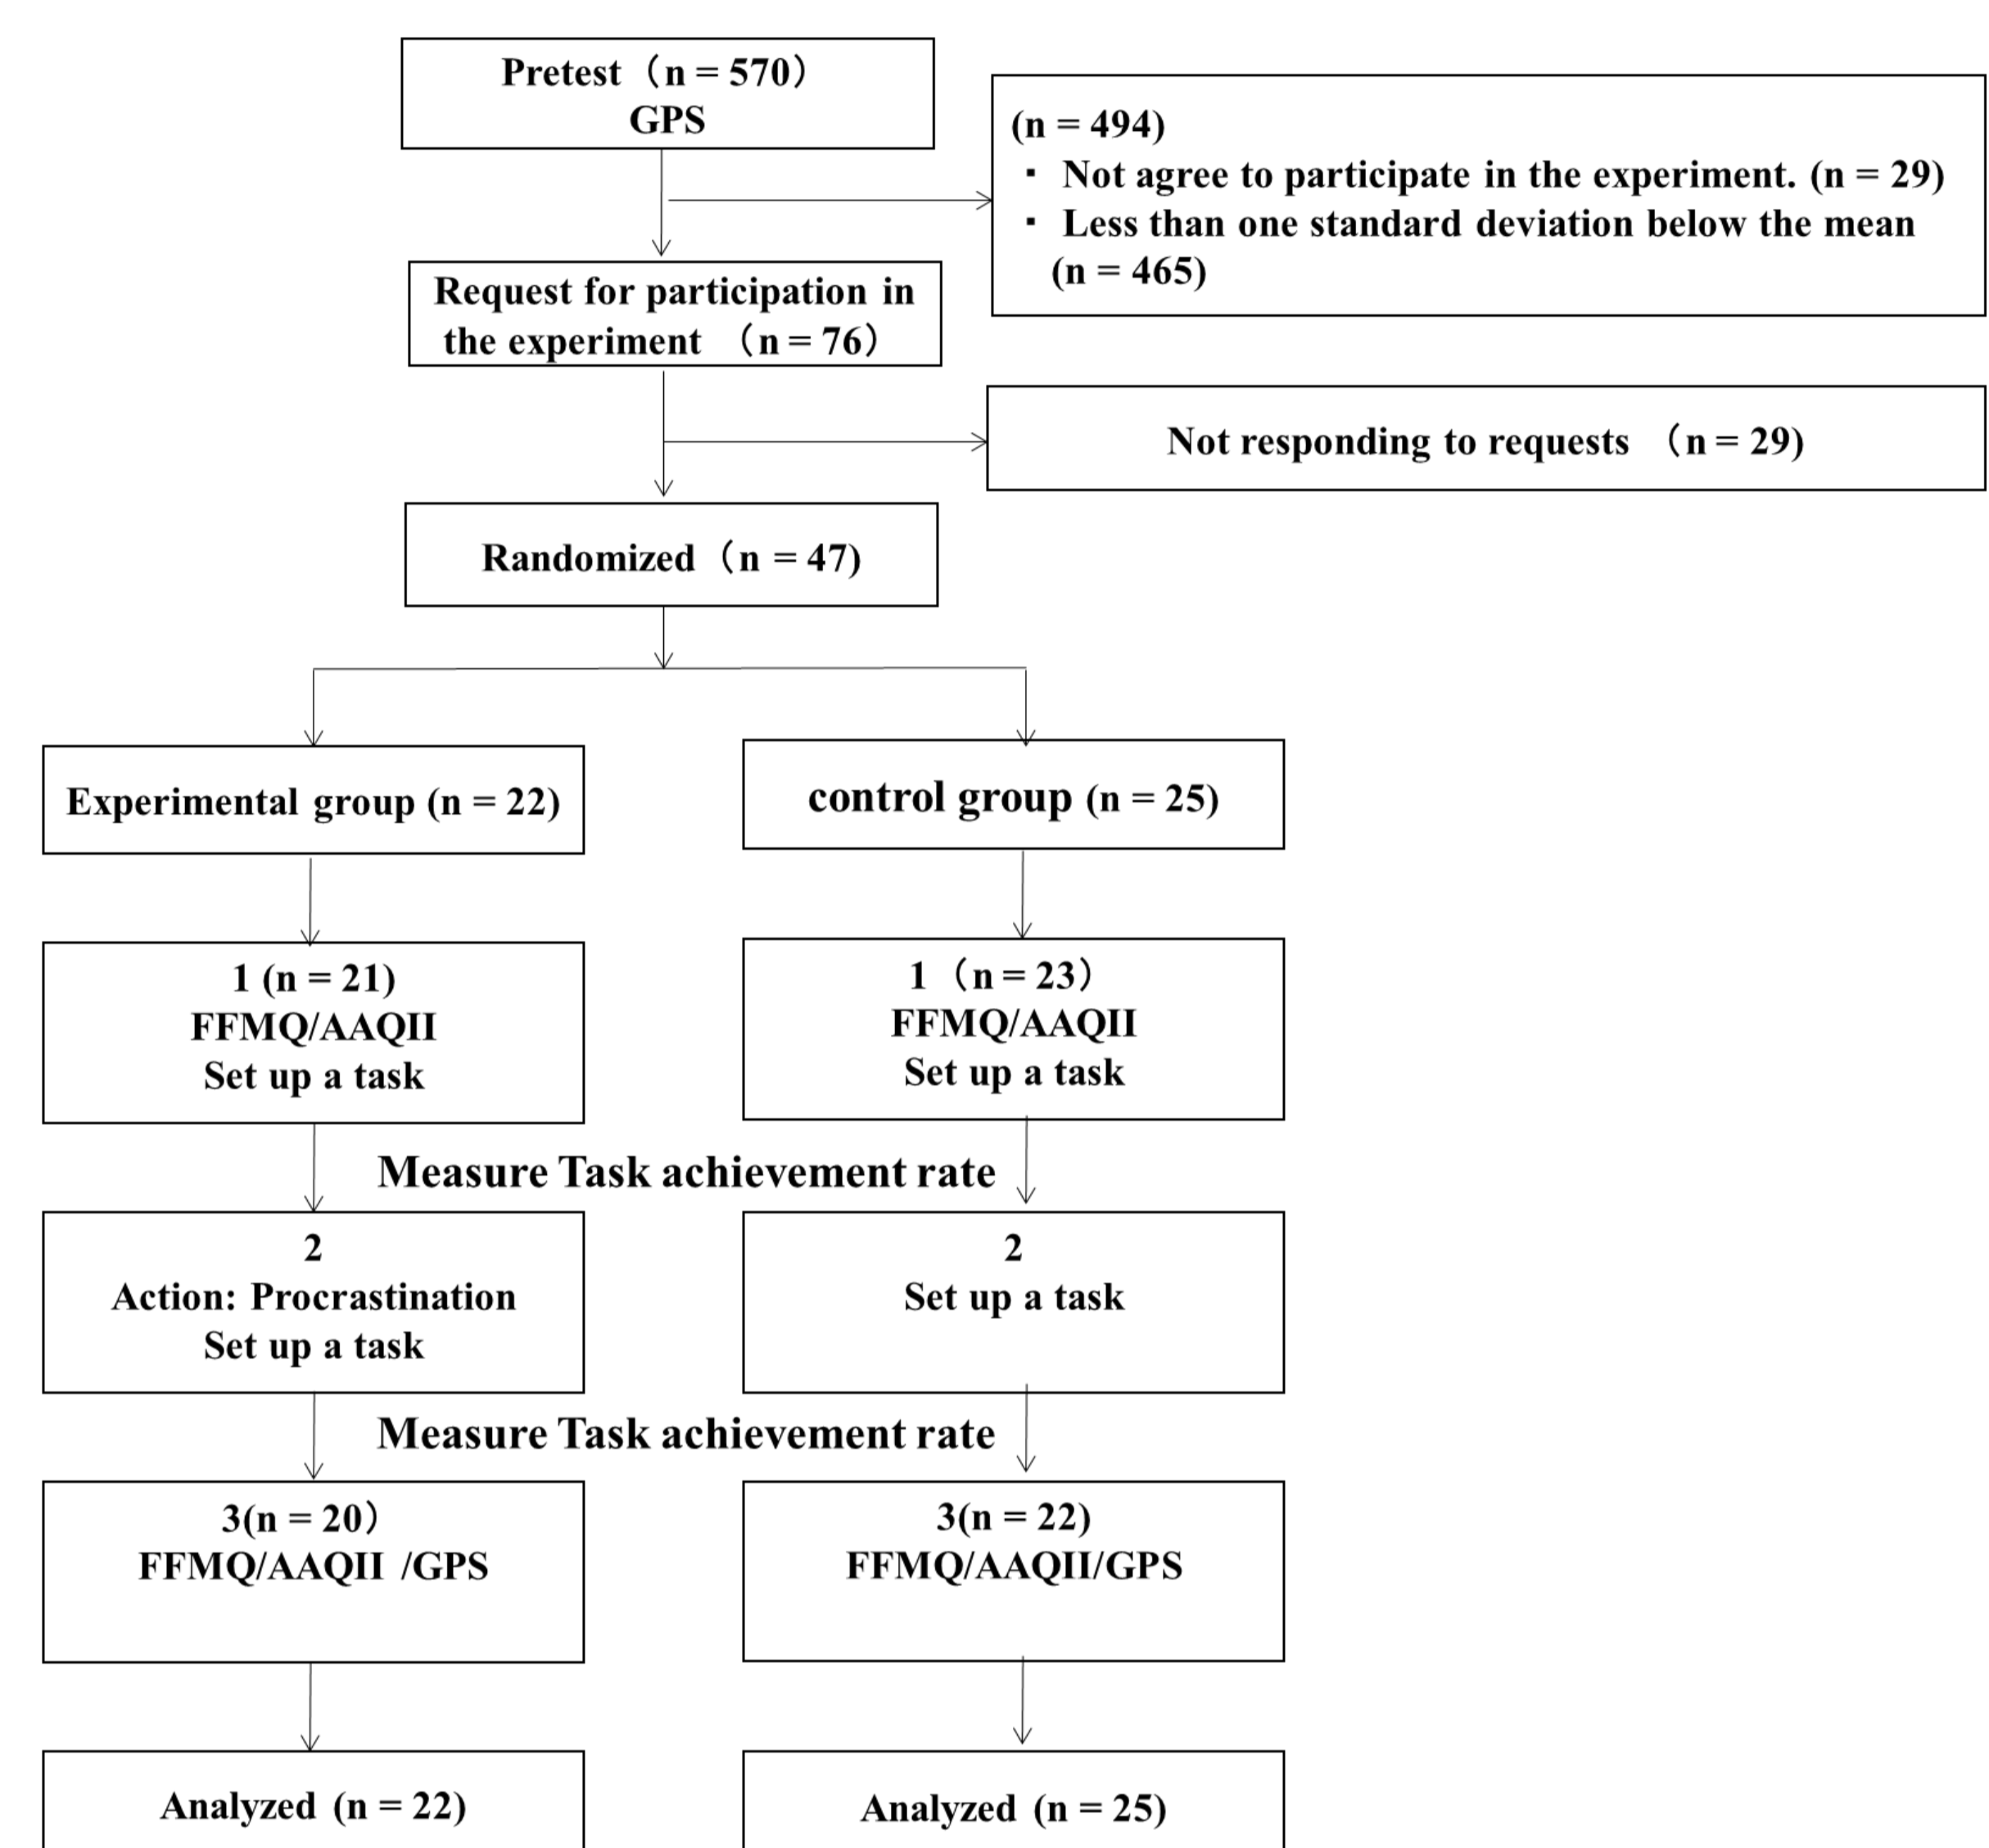 Pretest（n = 570）
GPS
(n = 494)
▪ Not agree to participate in the experiment. (n = 29)
▪ Less than one standard deviation below the mean
(n = 465)
Request for participation in
the experiment （n = 76）
Not responding to requests （n = 29)
Randomized（n = 47)
Experimental group (n = 22)
control group (n = 25)
1 (n = 21)
FFMQ/AAQII
Set up a task
1（n = 23）
FFMQ/AAQII
Set up a task
Measure Task achievement rate
2
Action: Procrastination
Set up a task
2
Set up a task
Measure Task achievement rate
3(n = 20）
FFMQ/AAQII /GPS
3(n = 22)
FFMQ/AAQII/GPS
Analyzed (n = 22)
Analyzed (n = 25)